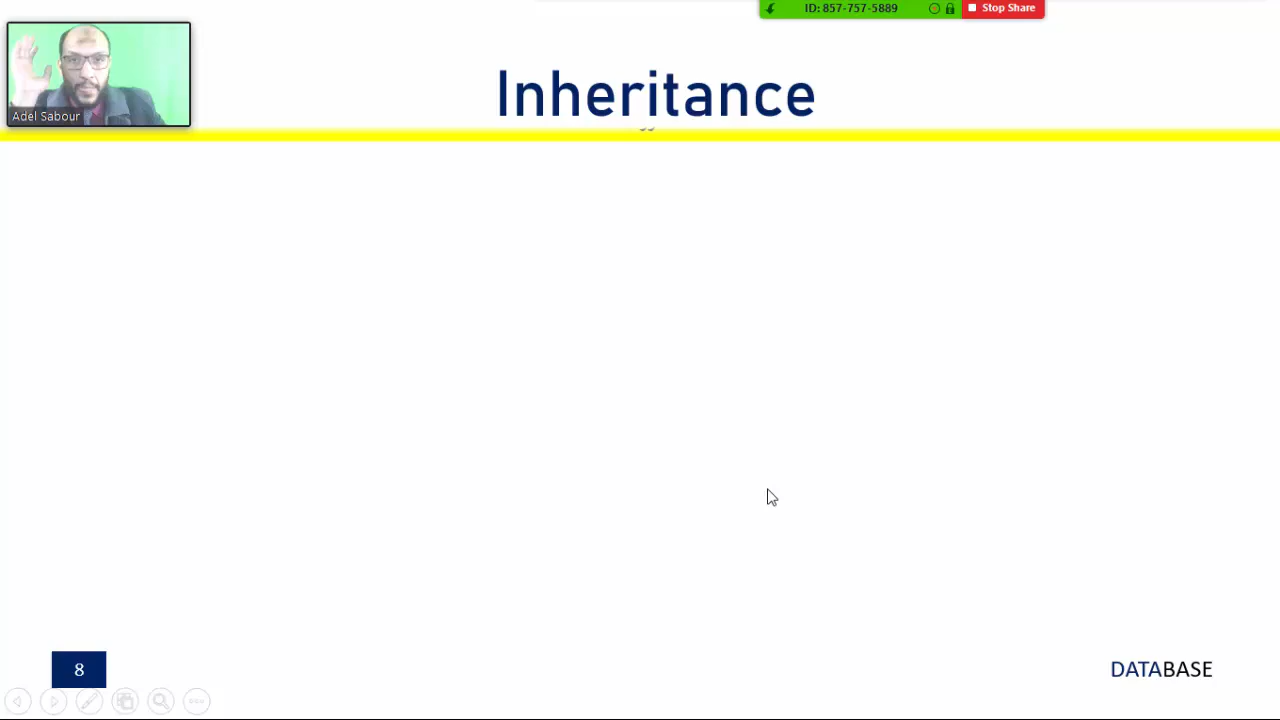 ID: 857-757-5889
Stop Share
Inheritance
Adel Sabour
8
DATABASE